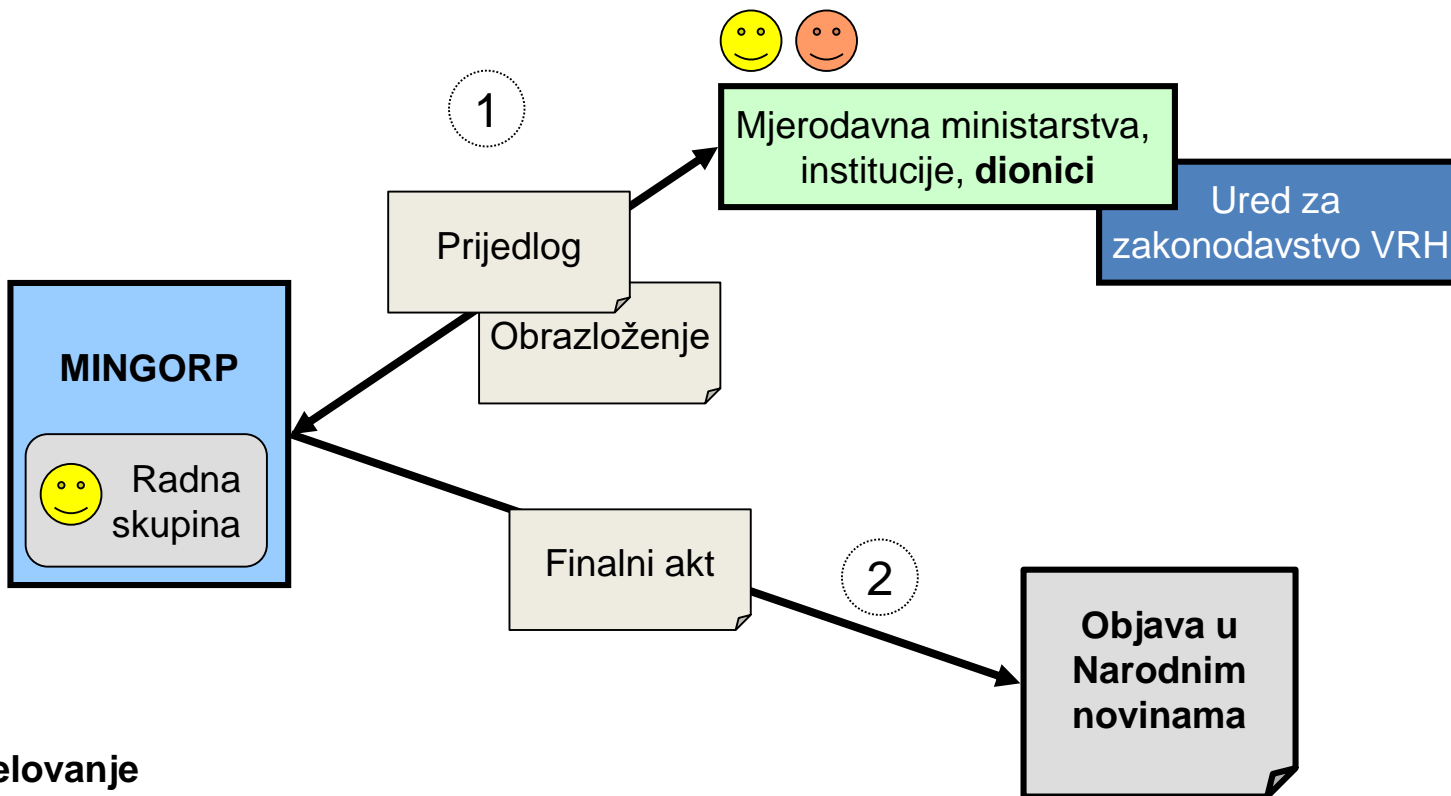 1
Mjerodavna ministarstva,
institucije, dionici
Ured za
zakonodavstvo VRH
Prijedlog
Obrazloženje
MINGORP
Radna
skupina
Finalni akt
2
Objava u
Narodnim
novinama
elovanje